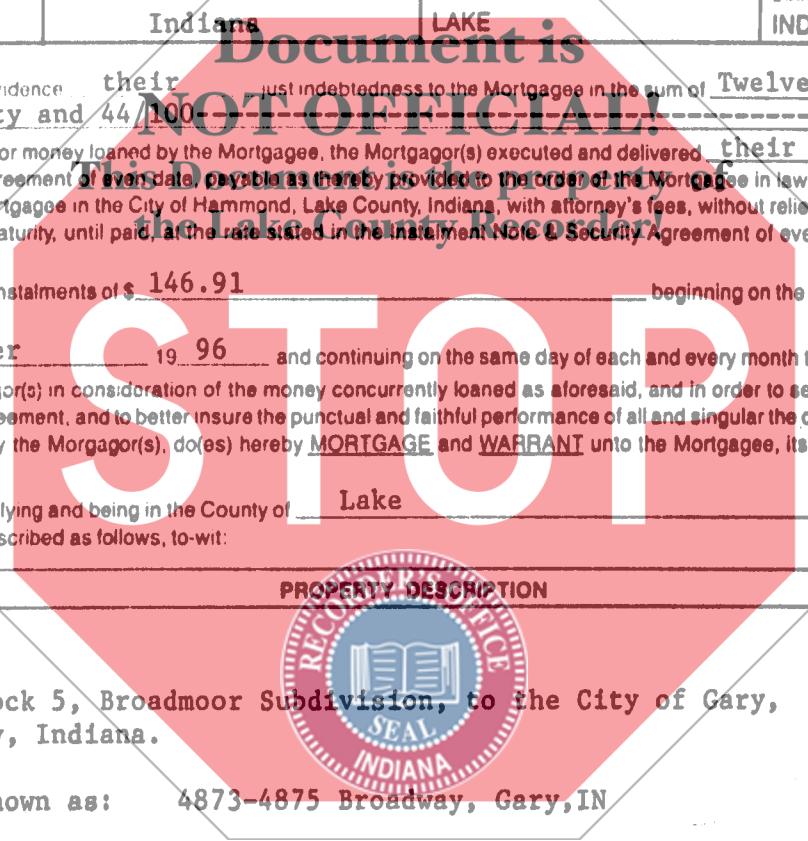 Indiana LAKE IND
Document is
idence their just indebtedness to the Mortgagee in the sum of Twelve
ty and 44/100--------------------------------
NOT OFFICIAL!
or money loaned by the Mortgagee, the Mortgagor(s) executed and delivered their
This Document is the property of
reement of even date, payable as thereby provided to the order of the Mortgagee in law
rtgagee in the City of Hammond, Lake County, Indiana, with attorney's fees, without relie
the Lake County Recorder!
aturity, until paid, at the rate stated in the Instalment Note & Security Agreement of eve
nstalments of $ 146.91 beginning on the
STOP
er 19 96 and continuing on the same day of each and every month t
gor(s) in consideration of the money concurrently loaned as aforesaid, and in order to se
eement, and to better insure the punctual and faithful performance of all and singular the c
y the Morgagor(s), do(es) hereby MORTGAGE and WARRANT unto the Mortgagee, its
lying and being in the County of Lake
scribed as follows, to-wit:
PROPERTY DESCRIPTION
RECORDER'S OFFICE
SEAL
INDIANA
ock 5, Broadmoor Subdivision, to the City of Gary,
y, Indiana.
nown as: 4873-4875 Broadway, Gary,IN